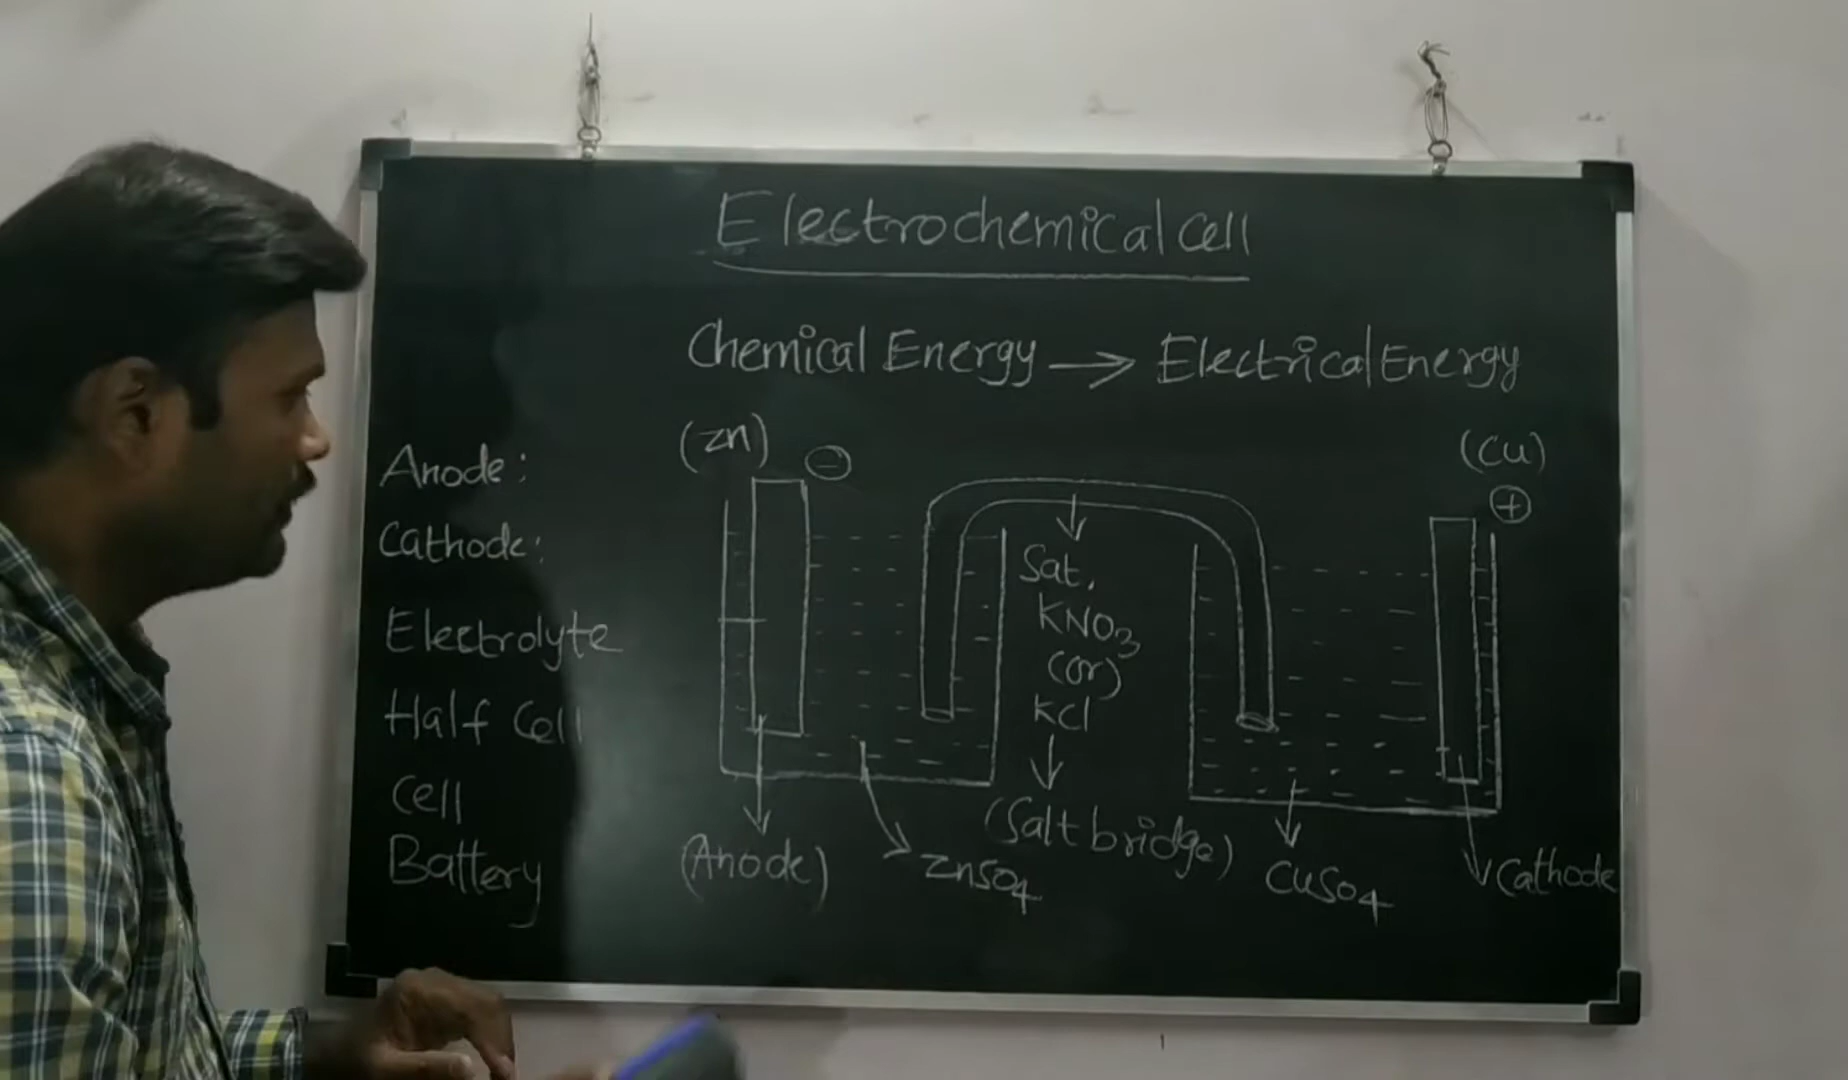 Electrochemical Cell
Chemical Energy → Electrical Energy
Anode:
Cathode:
Electrolyte
Half Cell
Cell
Battery
(Zn)
⊖
(Cu)
⊕
Sat.
KNO3
(or)
KCl
(Salt bridge)
(Anode)
ZnSO4
CuSO4
Cathode